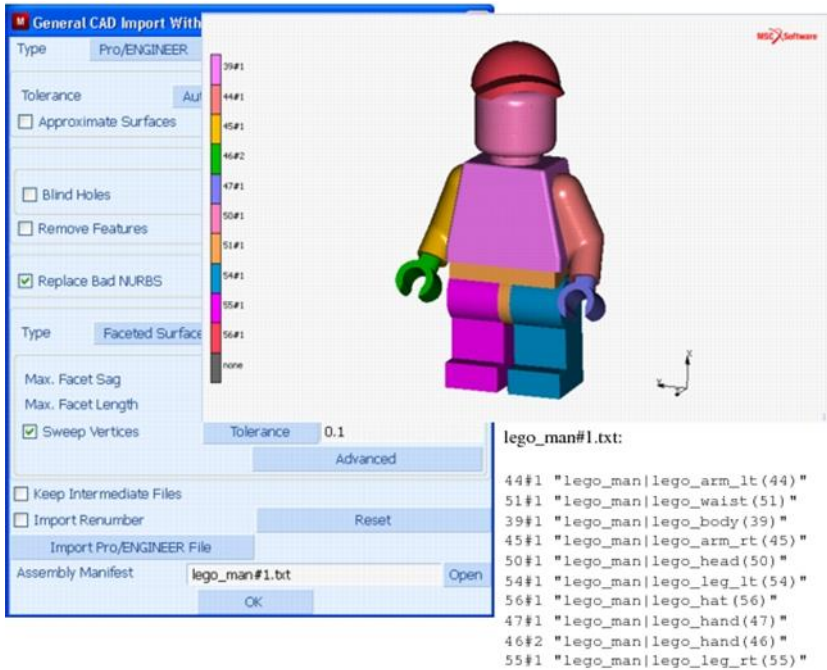 General CAD Import With
Type Pro/ENGINEER
Tolerance
Approximate Surfaces
Blind Holes
Remove Features
Replace Bad NURBS
Type Faceted Surface
Max. Facet Sag
Max. Facet Length
Sweep Vertices Tolerance 0.1
Advanced
Keep Intermediate Files
Import Renumber Reset
Import Pro/ENGINEER File
Assembly Manifest lego_man#1.txt Open
OK
39#1
44#1
45#1
46#2
47#1
50#1
51#1
54#1
55#1
56#1
none
MSC Software
lego_man#1.txt:
44#1 "lego_man|lego_arm_lt(44)"
51#1 "lego_man|lego_waist(51)"
39#1 "lego_man|lego_body(39)"
45#1 "lego_man|lego_arm_rt(45)"
50#1 "lego_man|lego_head(50)"
54#1 "lego_man|lego_leg_lt(54)"
56#1 "lego_man|lego_hat(56)"
47#1 "lego_man|lego_hand(47)"
46#2 "lego_man|lego_hand(46)"
55#1 "lego_man|lego_leg_rt(55)"